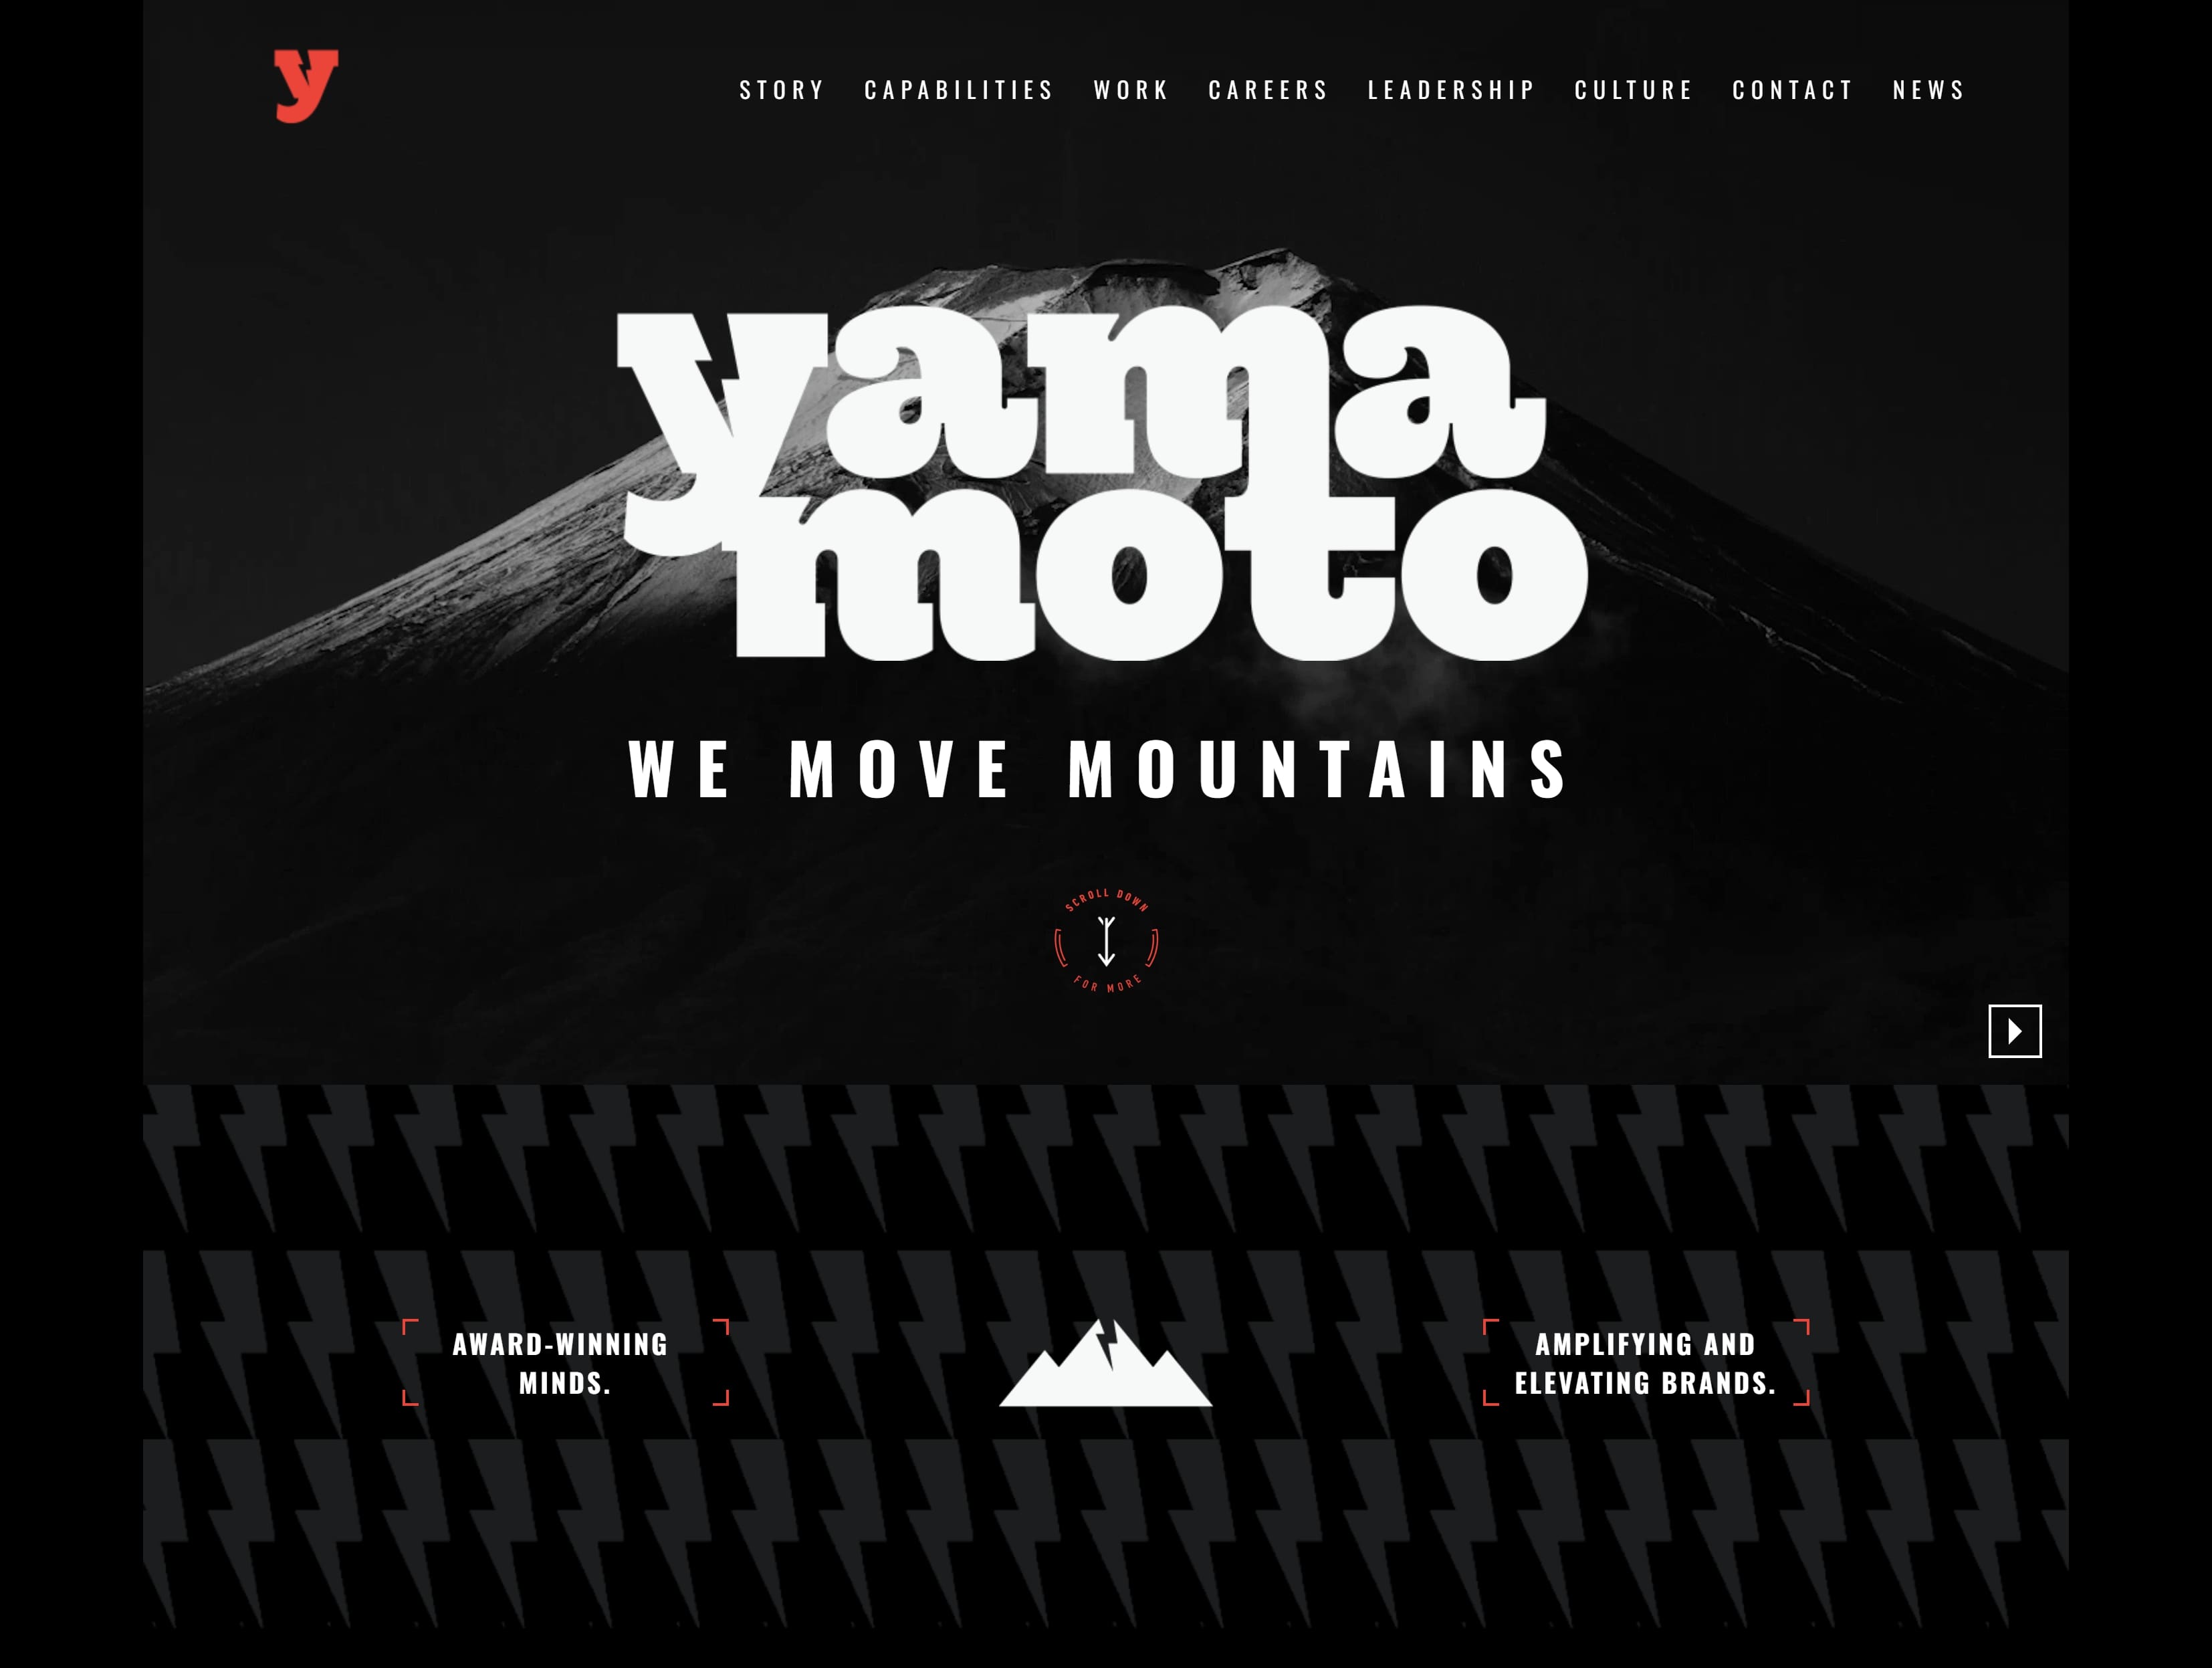 y
STORY CAPABILITIES WORK CAREERS LEADERSHIP CULTURE CONTACT NEWS
yama
moto
WE MOVE MOUNTAINS
SCROLL DOWN
FOR MORE
AWARD-WINNING
MINDS.
AMPLIFYING AND
ELEVATING BRANDS.